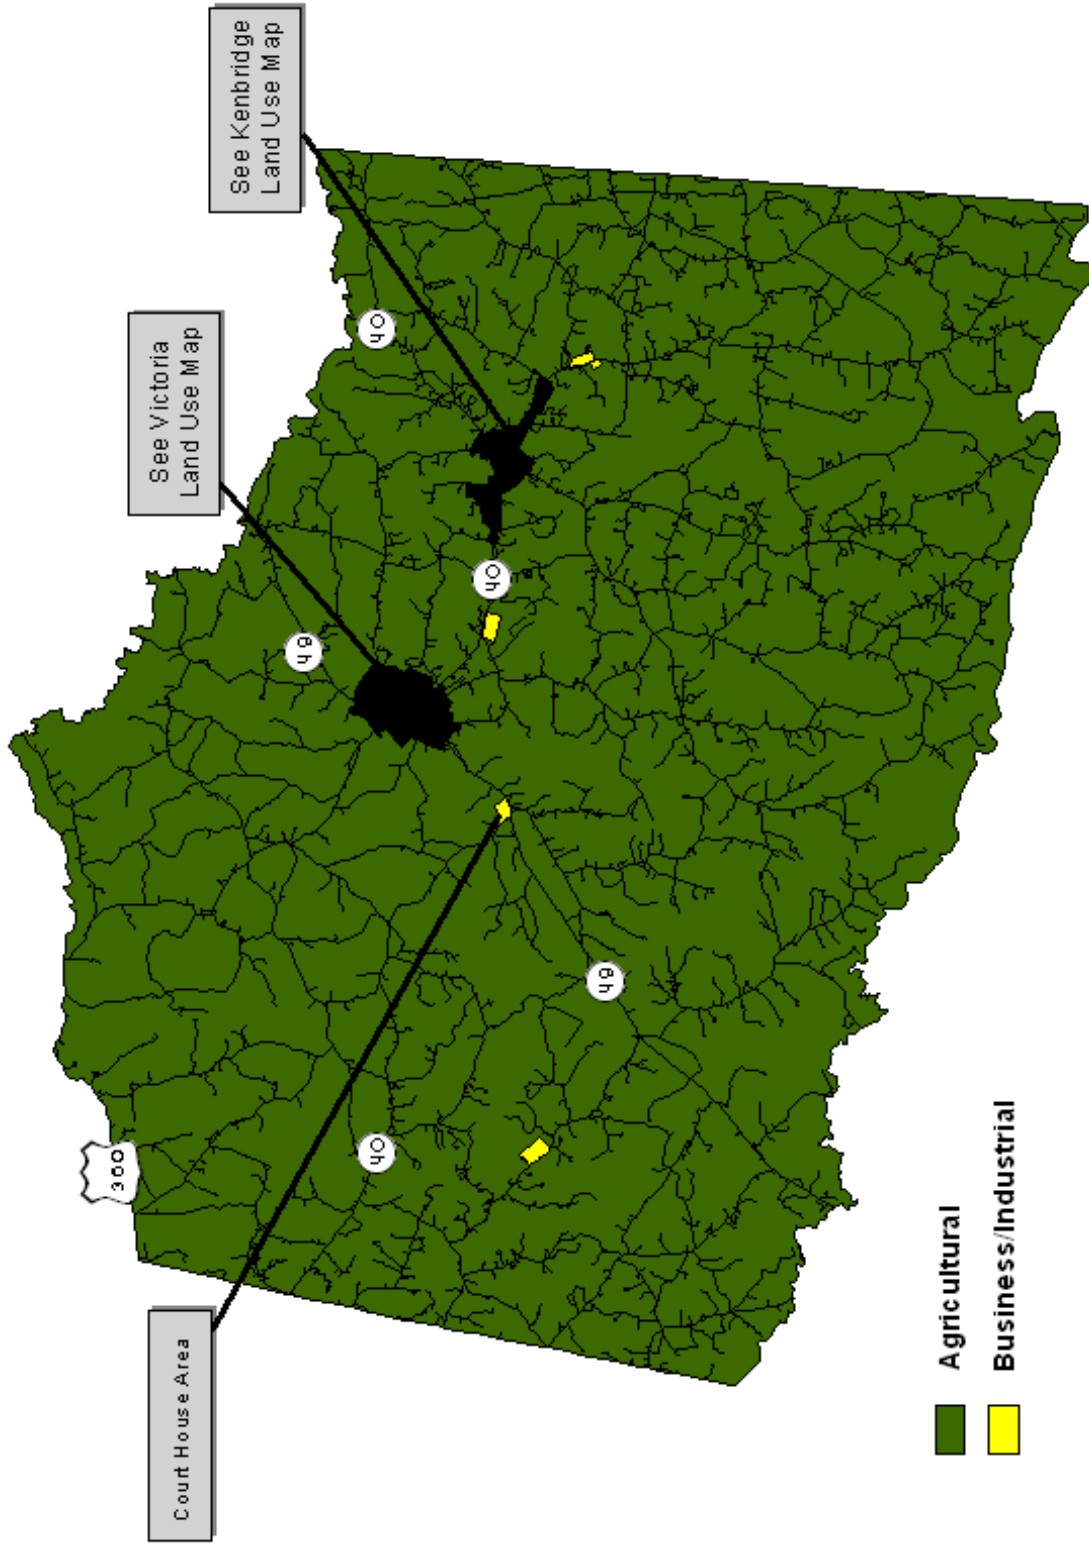 See Kenbridge
Land Use Map
See Victoria
Land Use Map
40
49
40
360
49
40
Court House Area
Agricultural
Business/Industrial